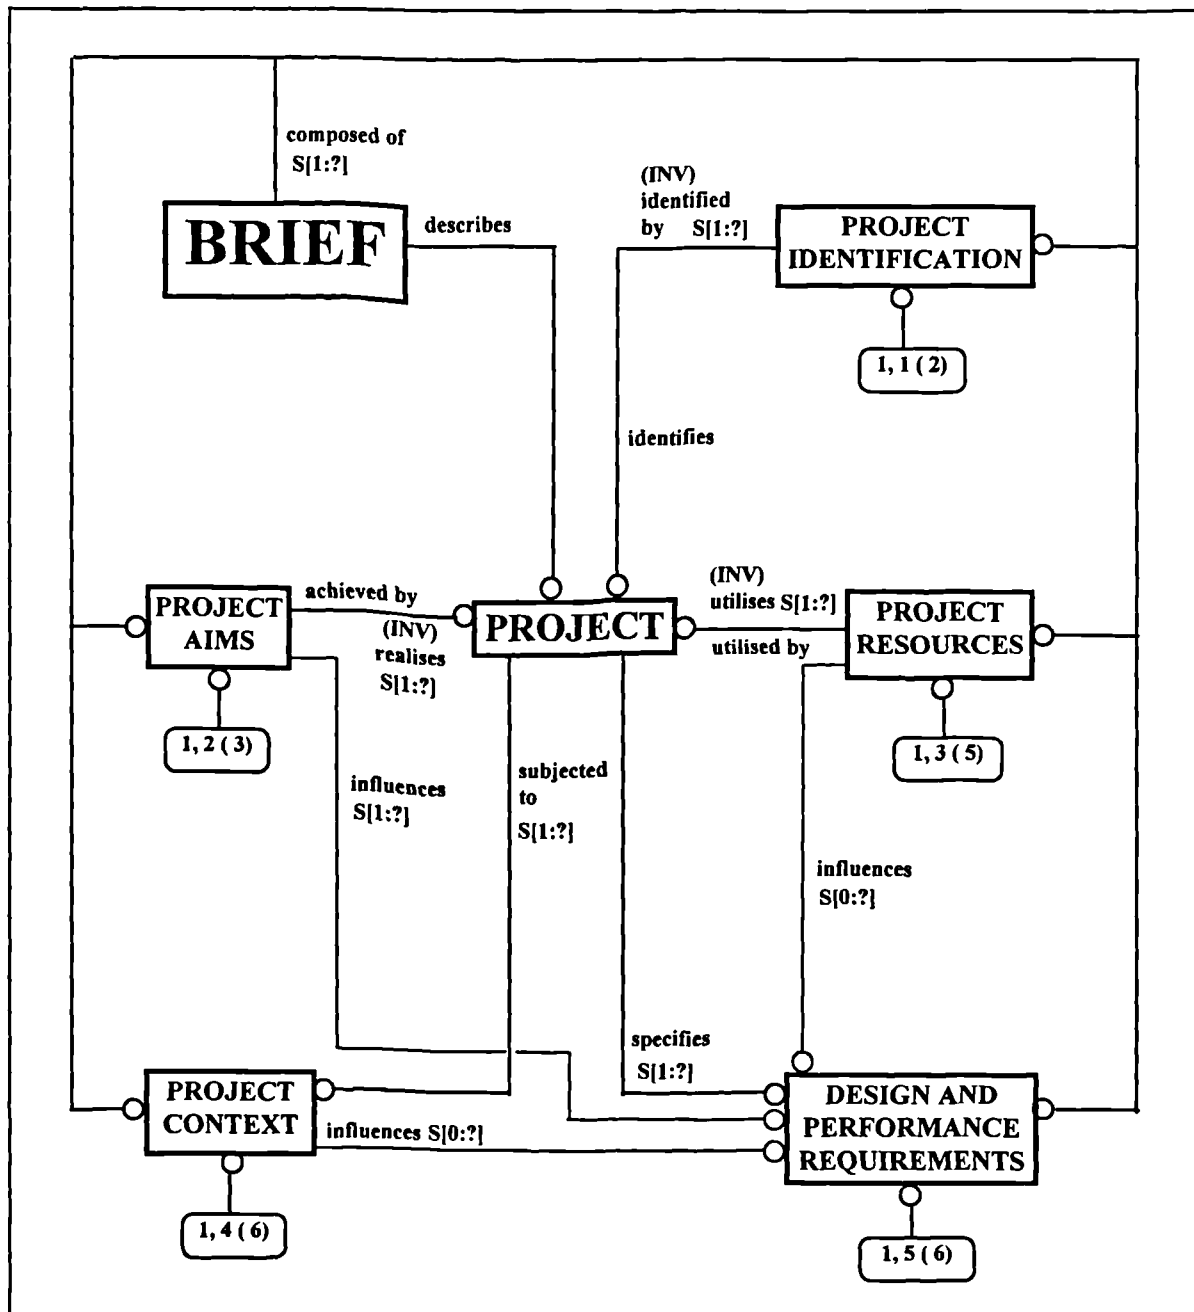 composed of
S[1:?]
BRIEF
describes
(INV)
identified
by S[1:?]
PROJECT
IDENTIFICATION
1, 1 ( 2)
identifies
PROJECT
AIMS
achieved by
(INV)
realises
S[1:?]
PROJECT
(INV)
utilises S[1:?]
utilised by
PROJECT
RESOURCES
1, 2 ( 3)
1, 3 ( 5)
influences
S[1:?]
subjected
to
S[1:?]
influences
S[0:?]
specifies
S[1:?]
PROJECT
CONTEXT
influences S[0:?]
DESIGN AND
PERFORMANCE
REQUIREMENTS
1, 4 ( 6)
1, 5 ( 6)